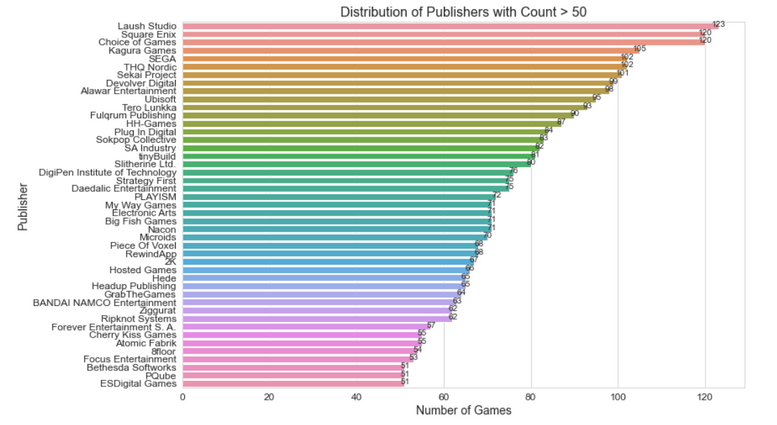 Distribution of Publishers with Count > 50
Laush Studio 123
Square Enix 120
Choice of Games 120
Kagura Games 105
SEGA 102
THQ Nordic 102
Sekai Project 101
Devolver Digital 99
Alawar Entertainment 98
Ubisoft 95
Tero Lunkka 93
Fulqrum Publishing 90
HH-Games 87
Plug In Digital 84
Sokpop Collective 83
SA Industry 82
tinyBuild 81
Slitherine Ltd. 80
DigiPen Institute of Technology 76
Strategy First 75
Daedalic Entertainment 75
PLAYISM 72
My Way Games 71
Electronic Arts 71
Big Fish Games 71
Nacon 71
Microids 70
Piece Of Voxel 68
RewindApp 68
2K 67
Hosted Games 66
Hede 65
Headup Publishing 65
GrabTheGames 64
BANDAI NAMCO Entertainment 63
Ziggurat 62
Ripknot Systems 62
Forever Entertainment S. A. 57
Cherry Kiss Games 55
Atomic Fabrik 55
8floor 54
Focus Entertainment 53
Bethesda Softworks 51
PQube 51
ESDigital Games 51
Publisher
0 20 40 60 80 100 120
Number of Games